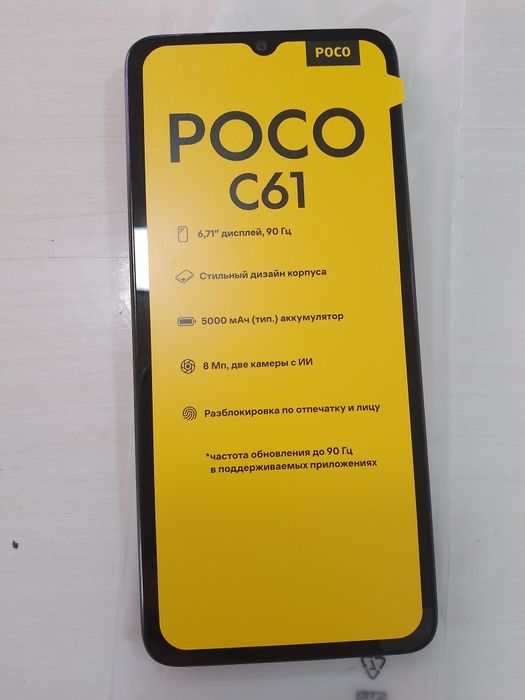 POCO
POCO
C61
6,71" дисплей, 90 Гц
Стильный дизайн корпуса
5000 мАч (тип.) аккумулятор
8 Мп, две камеры с ИИ
Разблокировка по отпечатку и лицу
*частота обновления до 90 Гц
в поддерживаемых приложениях